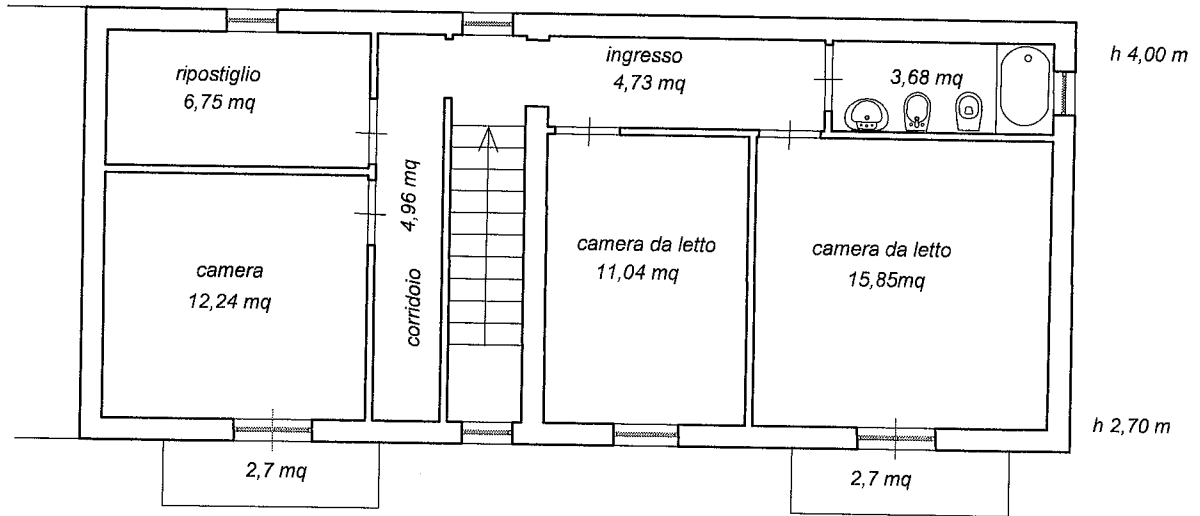 ripostiglio
6,75 mq
ingresso
4,73 mq
3,68 mq
h 4,00 m
camera
12,24 mq
corridoio 4,96 mq
camera da letto
11,04 mq
camera da letto
15,85mq
h 2,70 m
2,7 mq
2,7 mq